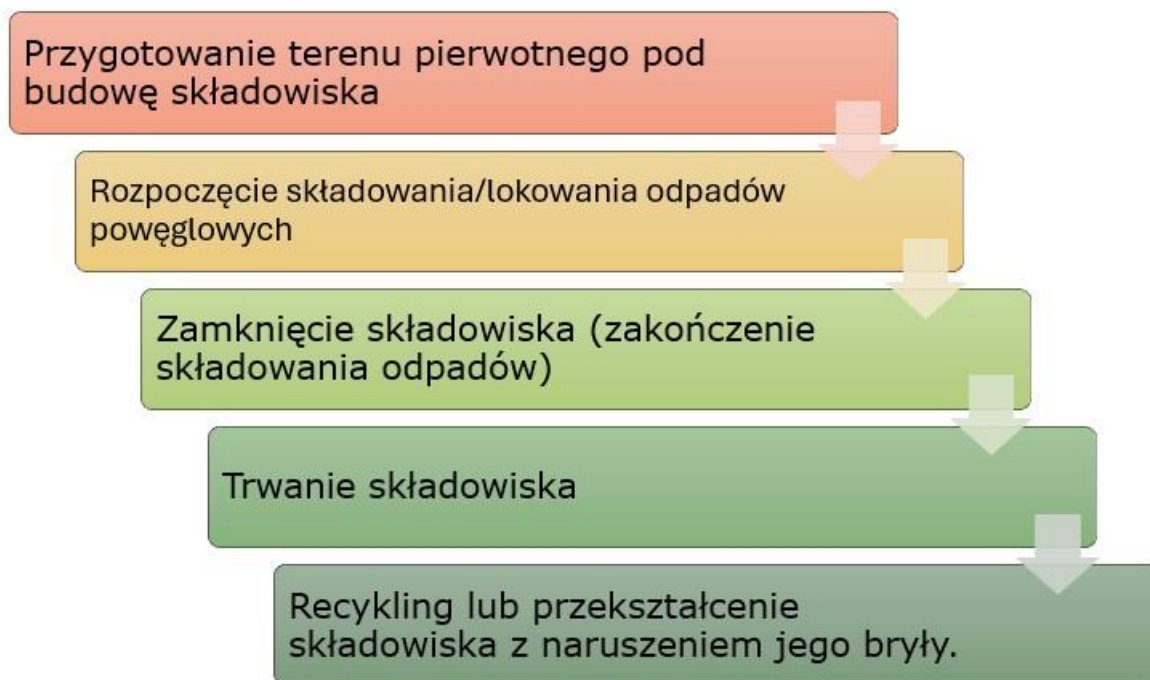 Przygotowanie terenu pierwotnego pod
budowę składowiska
Rozpoczęcie składowania/lokowania odpadów
powęglowych
Zamknięcie składowiska (zakończenie
składowania odpadów)
Trwanie składowiska
Recykling lub przekształcenie
składowiska z naruszeniem jego bryły.